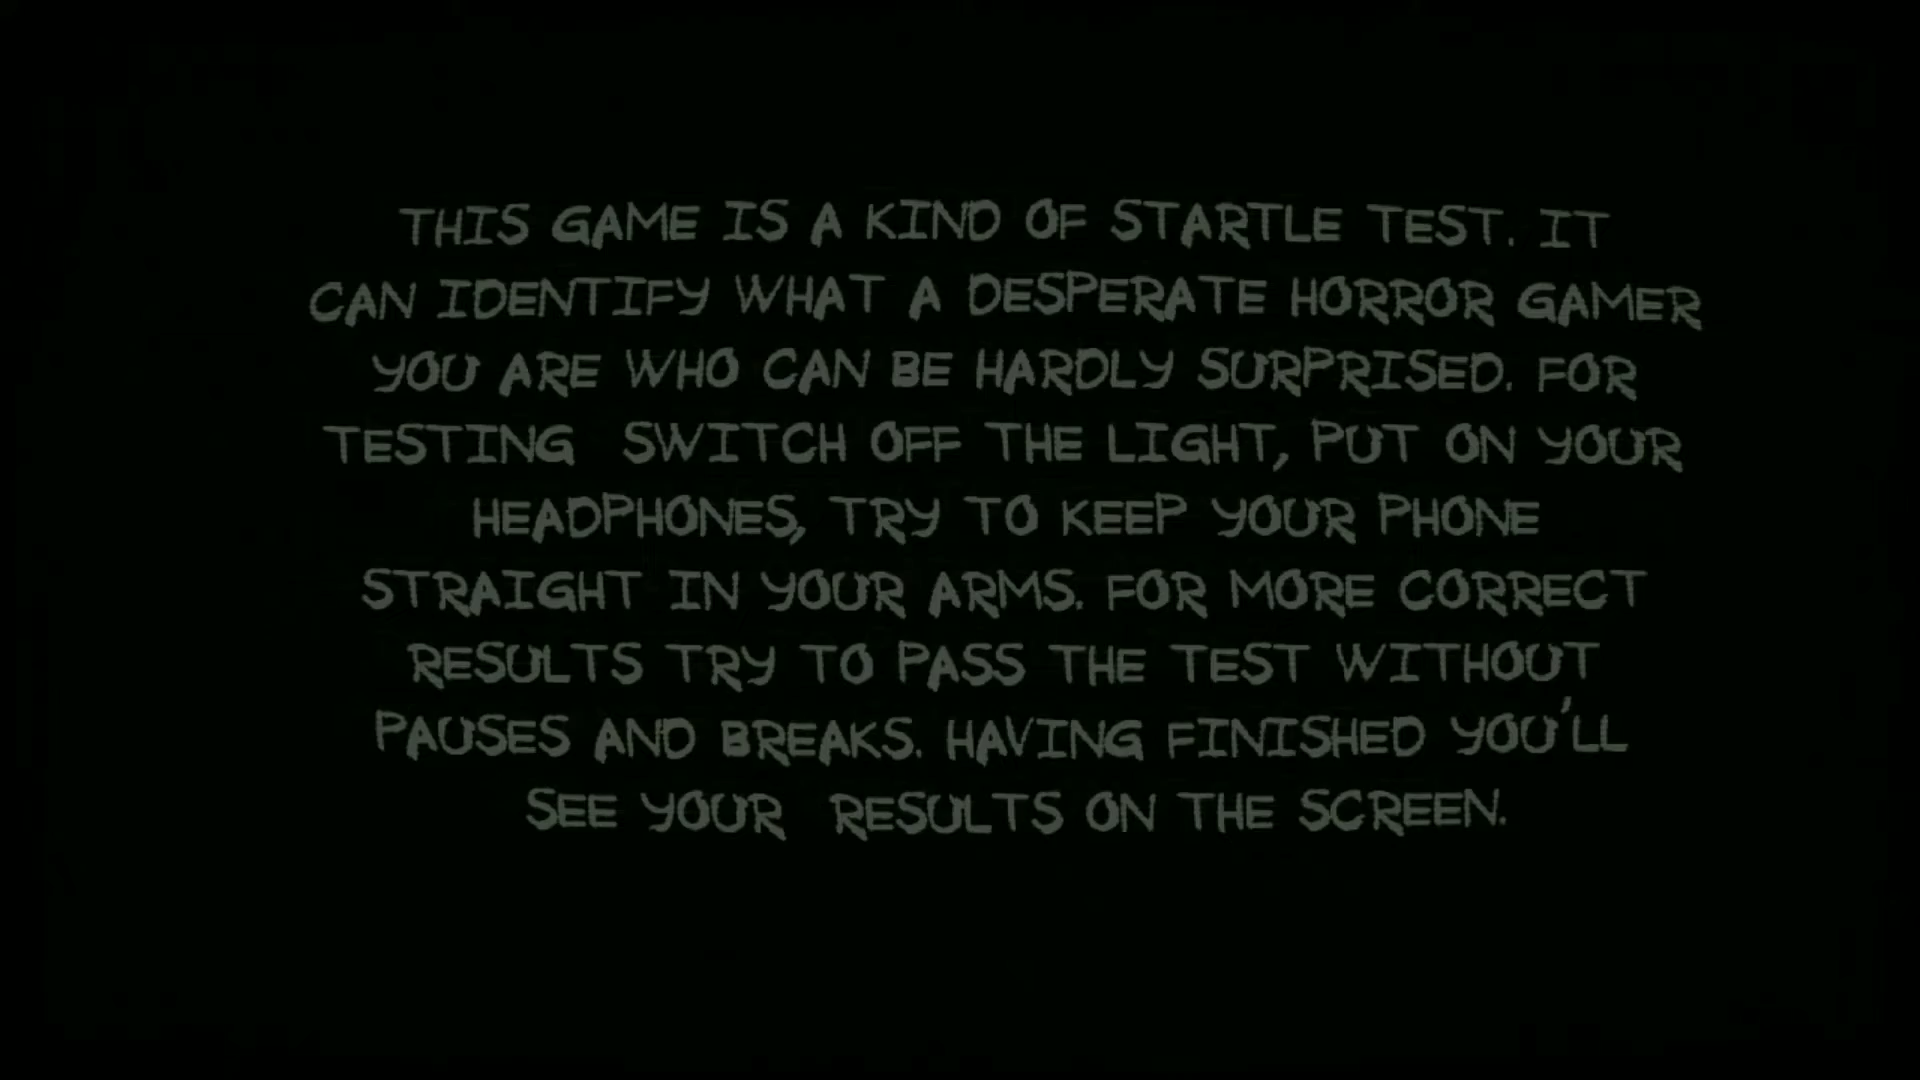 THIS GAME IS A KIND OF STARTLE TEST. IT
CAN IDENTIFY WHAT A DESPERATE HORROR GAMER
YOU ARE WHO CAN BE HARDLY SURPRISED. FOR
TESTING  SWITCH OFF THE LIGHT, PUT ON YOUR
HEADPHONES, TRY TO KEEP YOUR PHONE
STRAIGHT IN YOUR ARMS. FOR MORE CORRECT
RESULTS TRY TO PASS THE TEST WITHOUT
PAUSES AND BREAKS. HAVING FINISHED YOU'LL
SEE YOUR  RESULTS ON THE SCREEN.